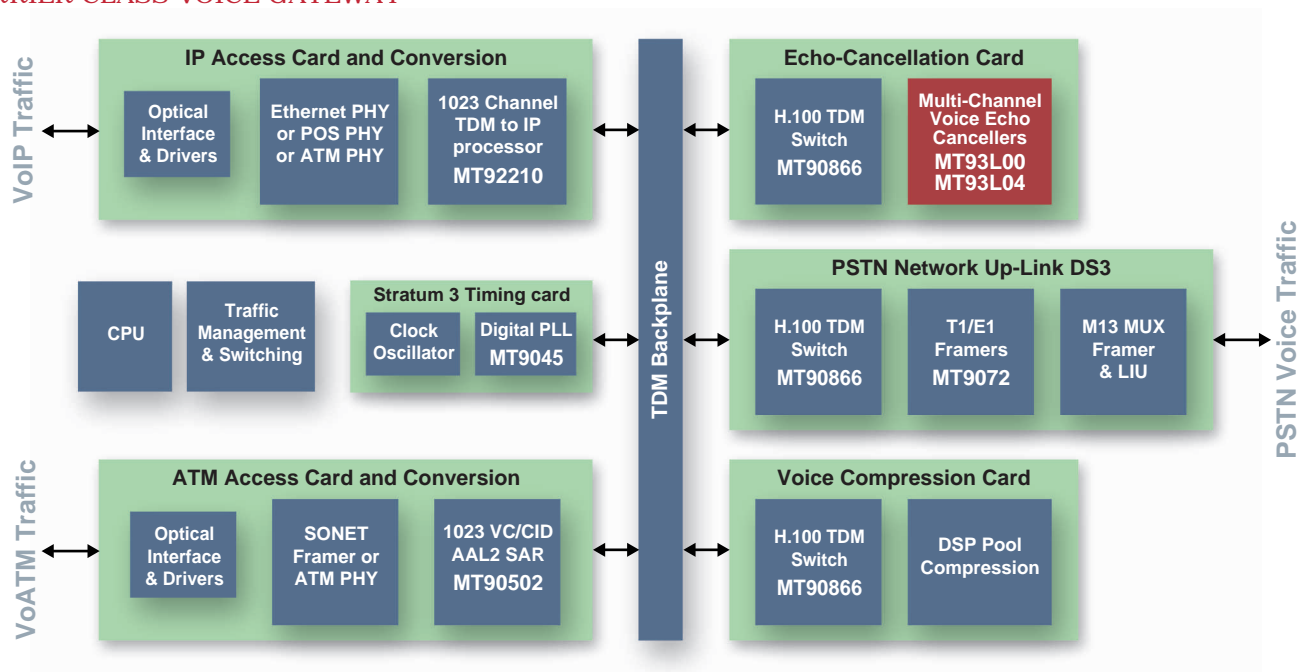 CLASS VOICE GATEWAY
VoIP Traffic
IP Access Card and Conversion
Optical
Interface
& Drivers
Ethernet PHY
or POS PHY
or ATM PHY
1023 Channel
TDM to IP
processor
MT92210
CPU
Traffic
Management
& Switching
Stratum 3 Timing card
Clock
Oscillator
Digital PLL
MT9045
VoATM Traffic
ATM Access Card and Conversion
Optical
Interface
& Drivers
SONET
Framer or
ATM PHY
1023 VC/CID
AAL2 SAR
MT90502
TDM Backplane
Echo-Cancellation Card
H.100 TDM
Switch
MT90866
Multi-Channel
Voice Echo
Cancellers
MT93L00
MT93L04
PSTN Network Up-Link DS3
H.100 TDM
Switch
MT90866
T1/E1
Framers
MT9072
M13 MUX
Framer
& LIU
PSTN Voice Traffic
Voice Compression Card
H.100 TDM
Switch
MT90866
DSP Pool
Compression